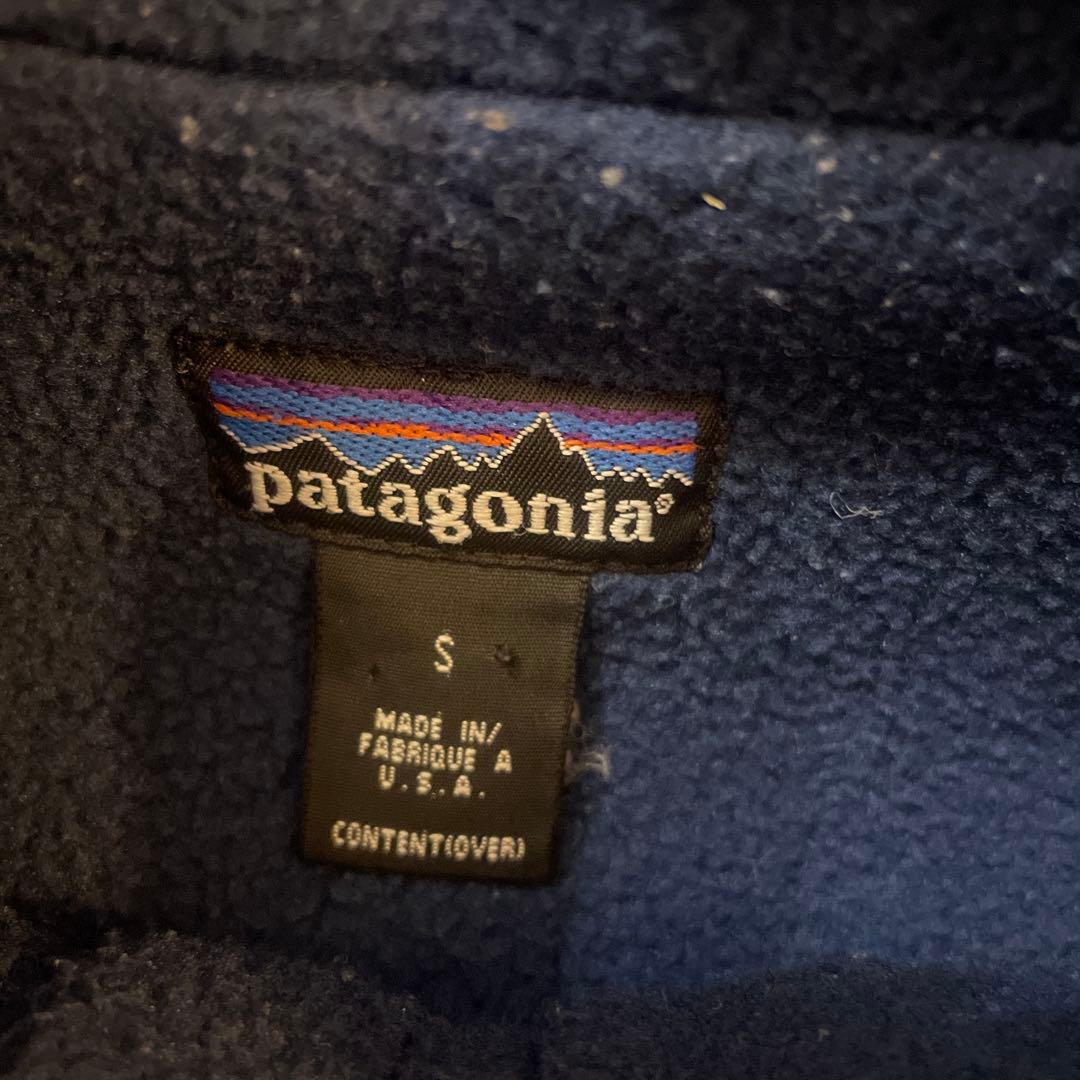 patagonia®
S
MADE IN/
FABRIQUE A
U.S.A.
CONTENT(OVER)